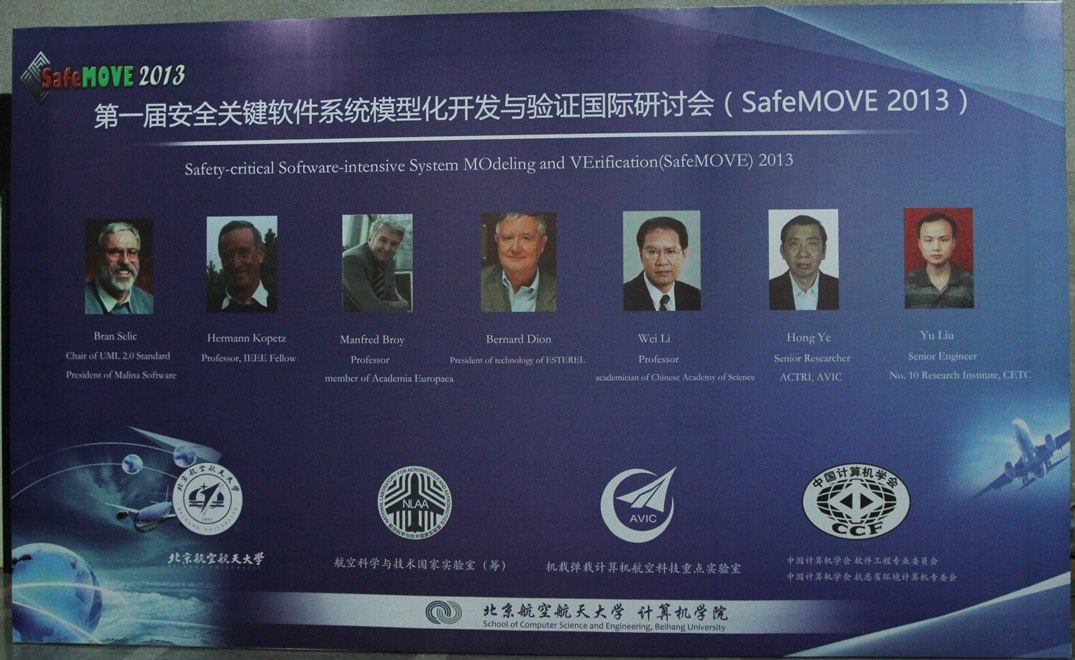 SafeMOVE 2013
第一届安全关键软件系统模型化开发与验证国际研讨会（SafeMOVE 2013）
Safety-critical Software-intensive System MOdeling and VErification(SafeMOVE) 2013
Bran Selic
Chair of UML 2.0 Standard
President of Malina Software
Hermann Kopetz
Professor, IEEE Fellow
Manfred Broy
Professor
member of Academia Europaea
Bernard Dion
President of technology of ESTEREL
Wei Li
Professor
academician of Chinese Academy of Science
Hong Ye
Senior Researcher
ACTRI, AVIC
Yu Liu
Senior Engineer
No. 10 Research Institute, CETC
北京航空航天大学
1952
北京航空航天大学
NLAA
航空科学与技术国家实验室（筹）
AVIC
机载弹载计算机航空科技重点实验室
中国计算机学会
CCF
中国计算机学会 软件工程专业委员会
中国计算机学会 抗恶劣环境计算机专委会
北京航空航天大学 计算机学院
School of Computer Science and Engineering, Beihang University